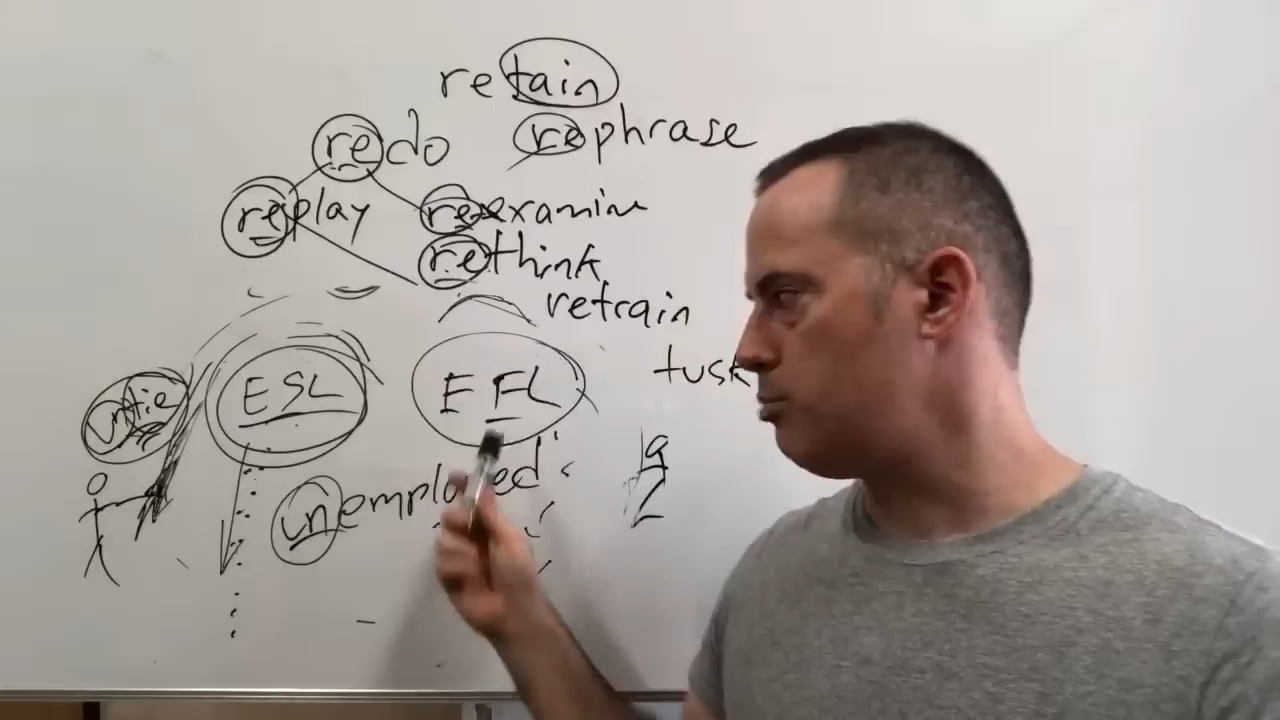 retain
redo rephrase
replay reexamine
rethink
retrain
untie ESL EFL tusk
unemployed